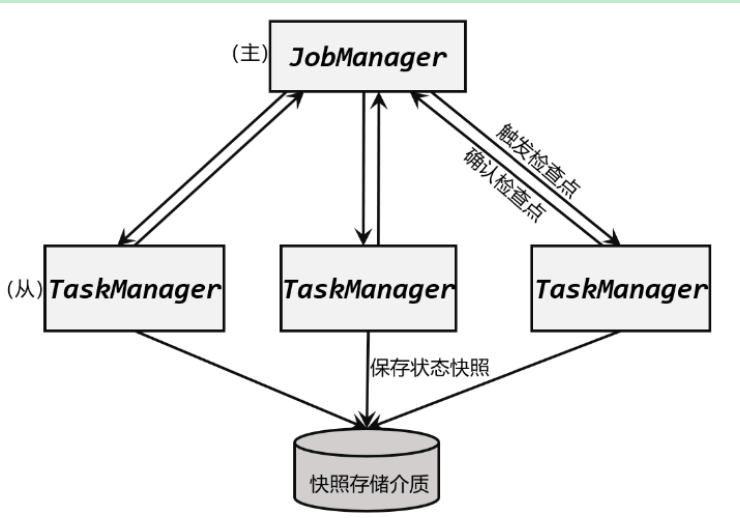 (主)
JobManager
触发检查点
确认检查点
(从)
TaskManager
TaskManager
TaskManager
保存状态快照
快照存储介质